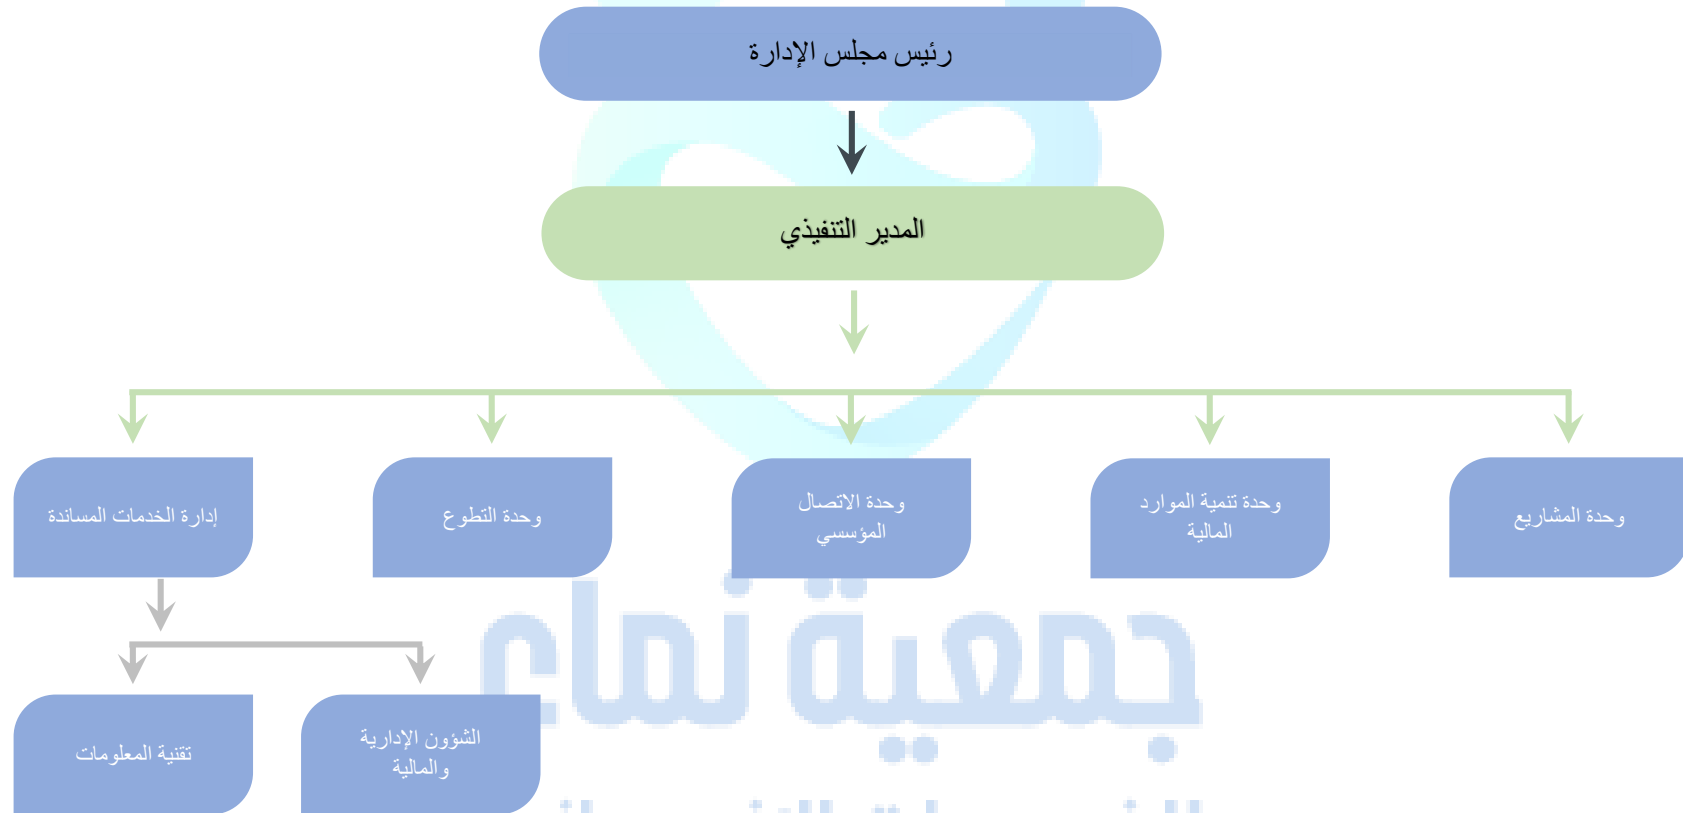 رئيس مجلس الإدارة
المدير التنفيذي
وحدة المشاريع
وحدة تنمية الموارد
المالية
وحدة الاتصال
المؤسسي
وحدة التطوع
إدارة الخدمات المساندة
جمعية نماء
الشؤون الإدارية
والمالية
تقنية المعلومات